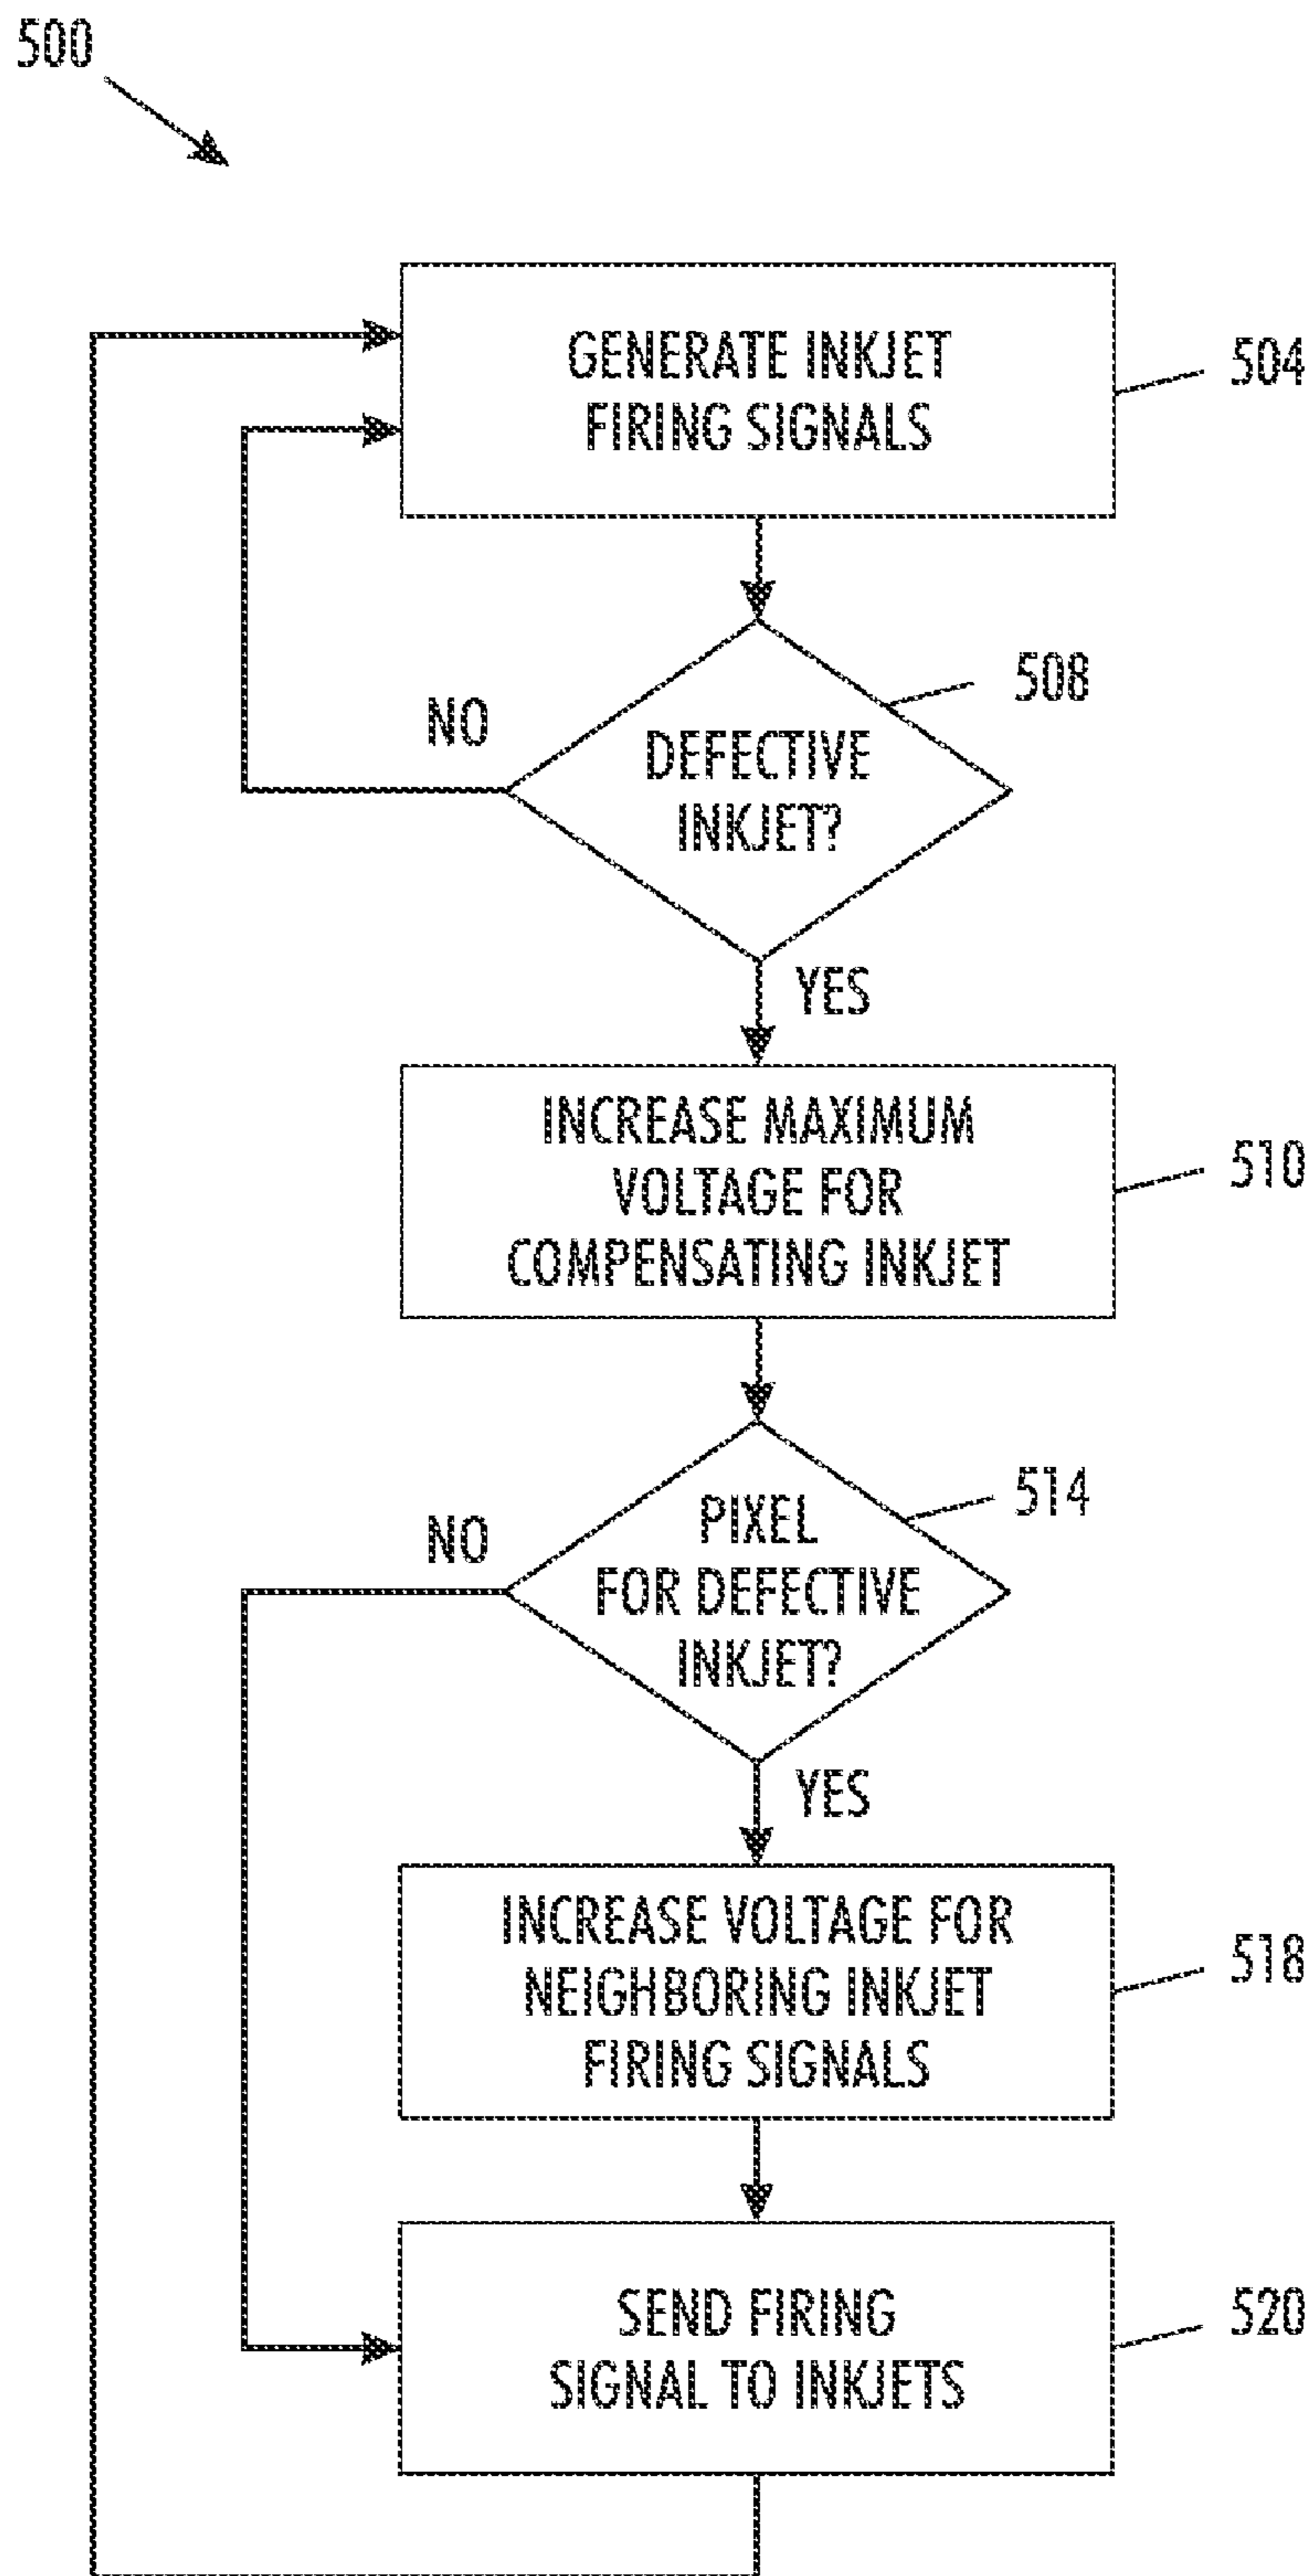 500
GENERATE INKJET
FIRING SIGNALS
504
DEFECTIVE
INKJET?
508
NO
YES
INCREASE MAXIMUM
VOLTAGE FOR
COMPENSATING INKJET
510
PIXEL
FOR DEFECTIVE
INKJET?
514
NO
YES
INCREASE VOLTAGE FOR
NEIGHBORING INKJET
FIRING SIGNALS
518
SEND FIRING
SIGNAL TO INKJETS
520